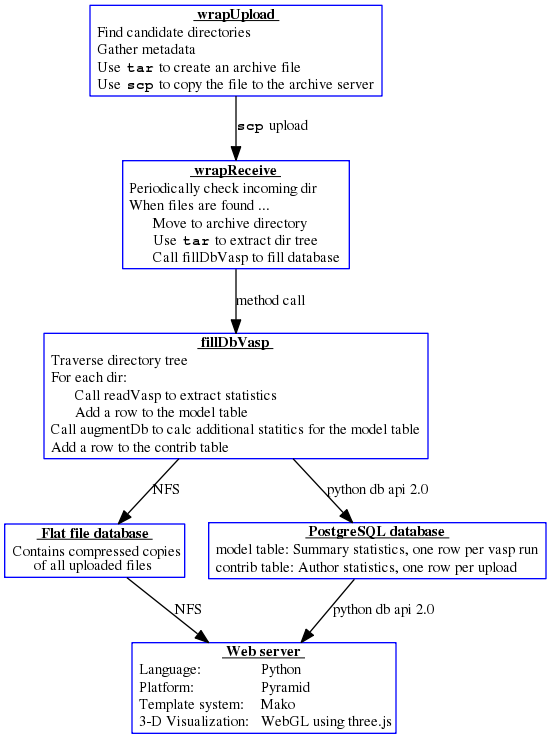 wrapUpload
Find candidate directories
Gather metadata
Use tar to create an archive file
Use scp to copy the file to the archive server
scp upload
wrapReceive
Periodically check incoming dir
When files are found ...
Move to archive directory
Use tar to extract dir tree
Call fillDbVasp to fill database
method call
fillDbVasp
Traverse directory tree
For each dir:
Call readVasp to extract statistics
Add a row to the model table
Call augmentDb to calc additional statitics for the model table
Add a row to the contrib table
NFS
python db api 2.0
Flat file database
Contains compressed copies
of all uploaded files
PostgreSQL database
model table: Summary statistics, one row per vasp run
contrib table: Author statistics, one row per upload
NFS
python db api 2.0
Web server
Language: Python
Platform: Pyramid
Template system: Mako
3-D Visualization: WebGL using three.js